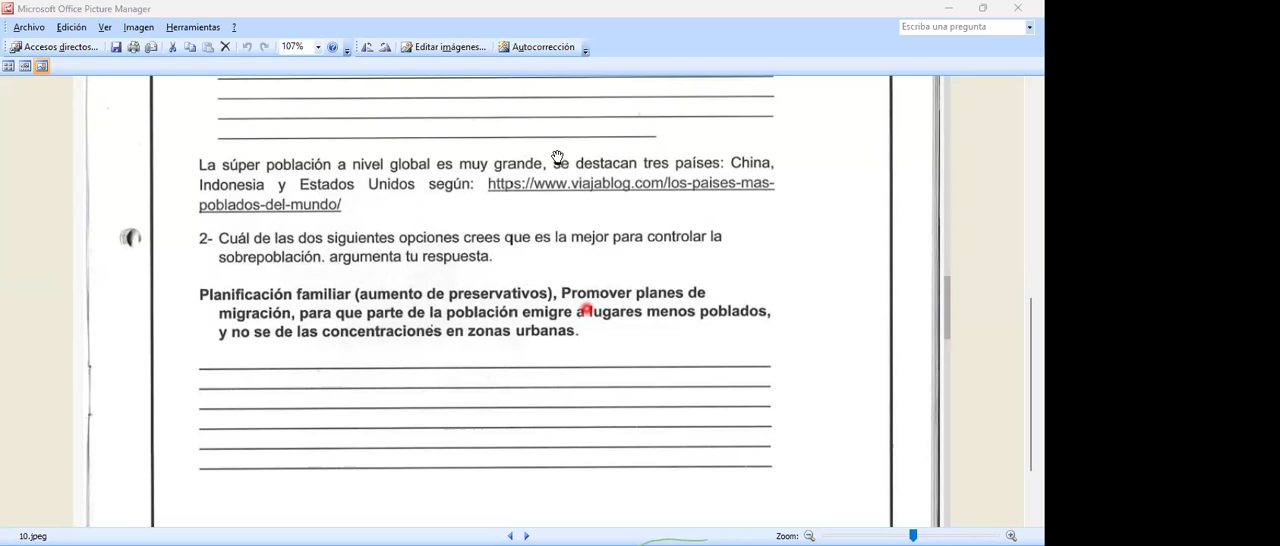 Microsoft Office Picture Manager
Archivo Edición Ver Imagen Herramientas ?
Escriba una pregunta
Accesos directos... 107% Editar imágenes... Autocorrección
La súper población a nivel global es muy grande, se destacan tres países: China,
Indonesia y Estados Unidos según: https://www.viajablog.com/los-paises-mas-
poblados-del-mundo/
2- Cuál de las dos siguientes opciones crees que es la mejor para controlar la
sobrepoblación. argumenta tu respuesta.
Planificación familiar (aumento de preservativos), Promover planes de
migración, para que parte de la población emigre a lugares menos poblados,
y no se de las concentraciones en zonas urbanas.
10.jpeg
Zoom: